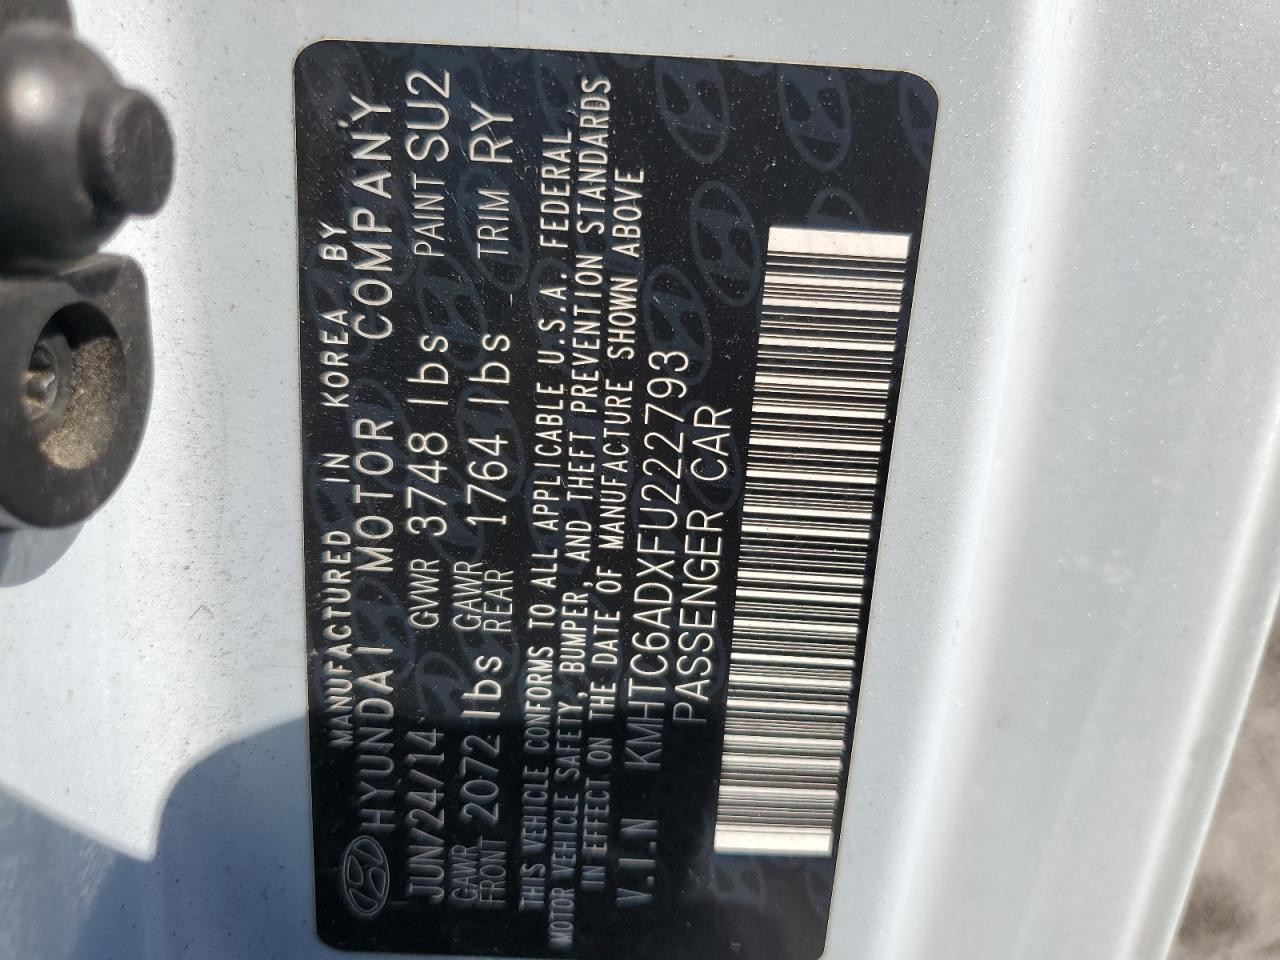 MANUFACTURED IN KOREA BY
HYUNDAI MOTOR COMPANY
JUN/24/14 GVWR 3748 lbs PAINT SU2
GAWR FRONT 2072 lbs GAWR REAR 1764 lbs TRIM RY
THIS VEHICLE CONFORMS TO ALL APPLICABLE U.S.A. FEDERAL
MOTOR VEHICLE SAFETY, BUMPER, AND THEFT PREVENTION STANDARDS
IN EFFECT ON THE DATE OF MANUFACTURE SHOWN ABOVE
V.I.N KMHTC6ADXFU222793
PASSENGER CAR